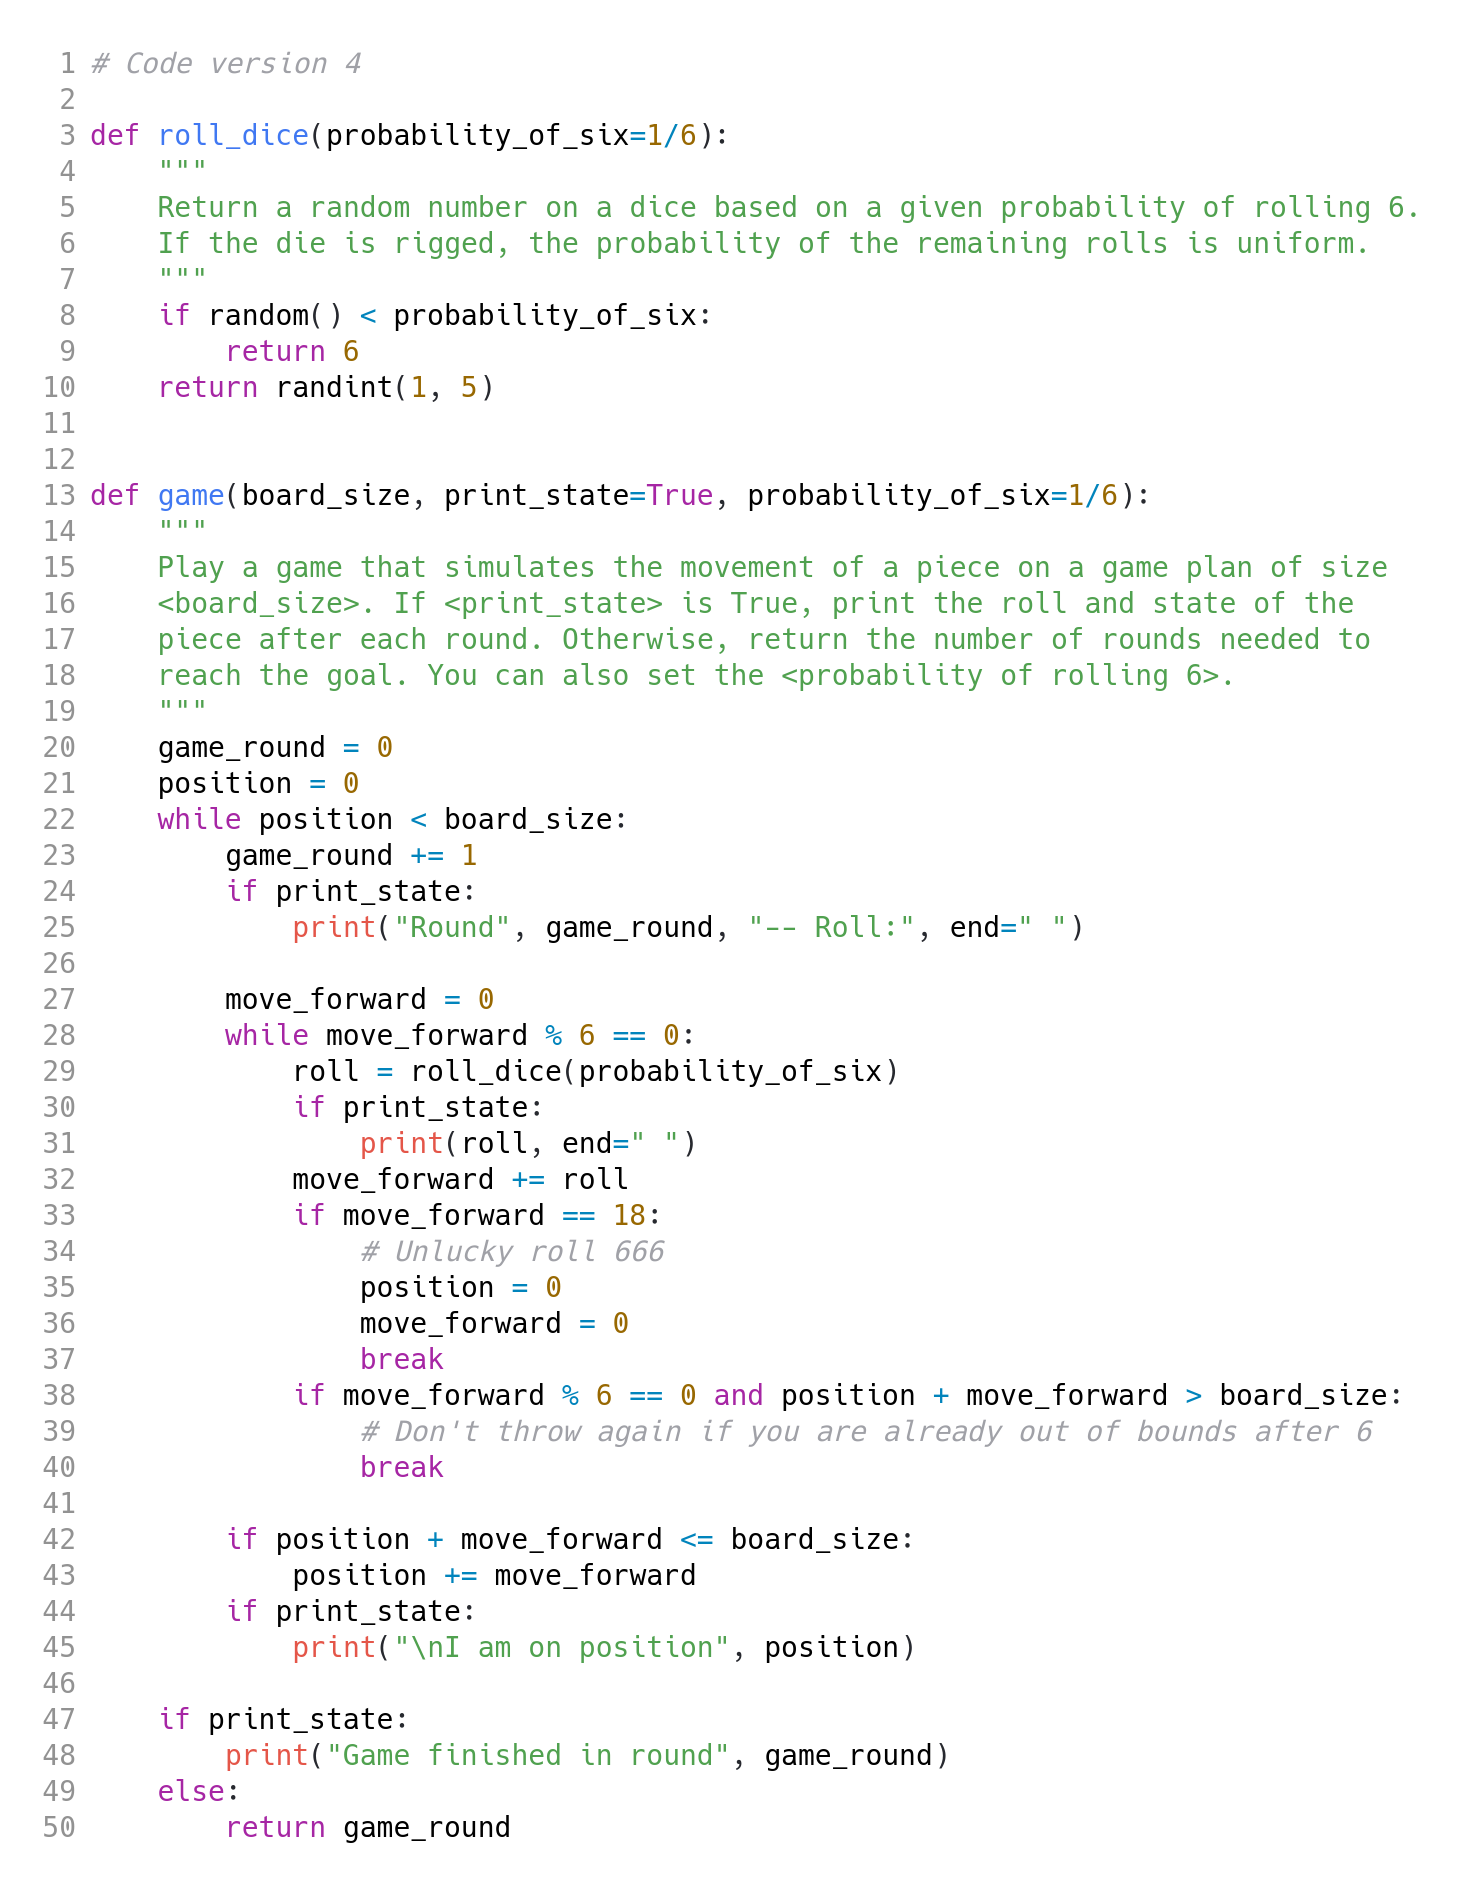 1 # Code version 4
2
3 def roll_dice(probability_of_six=1/6):
4     """
5     Return a random number on a dice based on a given probability of rolling 6.
6     If the die is rigged, the probability of the remaining rolls is uniform.
7     """
8     if random() < probability_of_six:
9         return 6
10     return randint(1, 5)
11
12
13 def game(board_size, print_state=True, probability_of_six=1/6):
14     """
15     Play a game that simulates the movement of a piece on a game plan of size
16     <board_size>. If <print_state> is True, print the roll and state of the
17     piece after each round. Otherwise, return the number of rounds needed to
18     reach the goal. You can also set the <probability of rolling 6>.
19     """
20     game_round = 0
21     position = 0
22     while position < board_size:
23         game_round += 1
24         if print_state:
25             print("Round", game_round, "-- Roll:", end=" ")
26
27         move_forward = 0
28         while move_forward % 6 == 0:
29             roll = roll_dice(probability_of_six)
30             if print_state:
31                 print(roll, end=" ")
32             move_forward += roll
33             if move_forward == 18:
34                 # Unlucky roll 666
35                 position = 0
36                 move_forward = 0
37                 break
38             if move_forward % 6 == 0 and position + move_forward > board_size:
39                 # Don't throw again if you are already out of bounds after 6
40                 break
41
42         if position + move_forward <= board_size:
43             position += move_forward
44         if print_state:
45             print("\nI am on position", position)
46
47     if print_state:
48         print("Game finished in round", game_round)
49     else:
50         return game_round